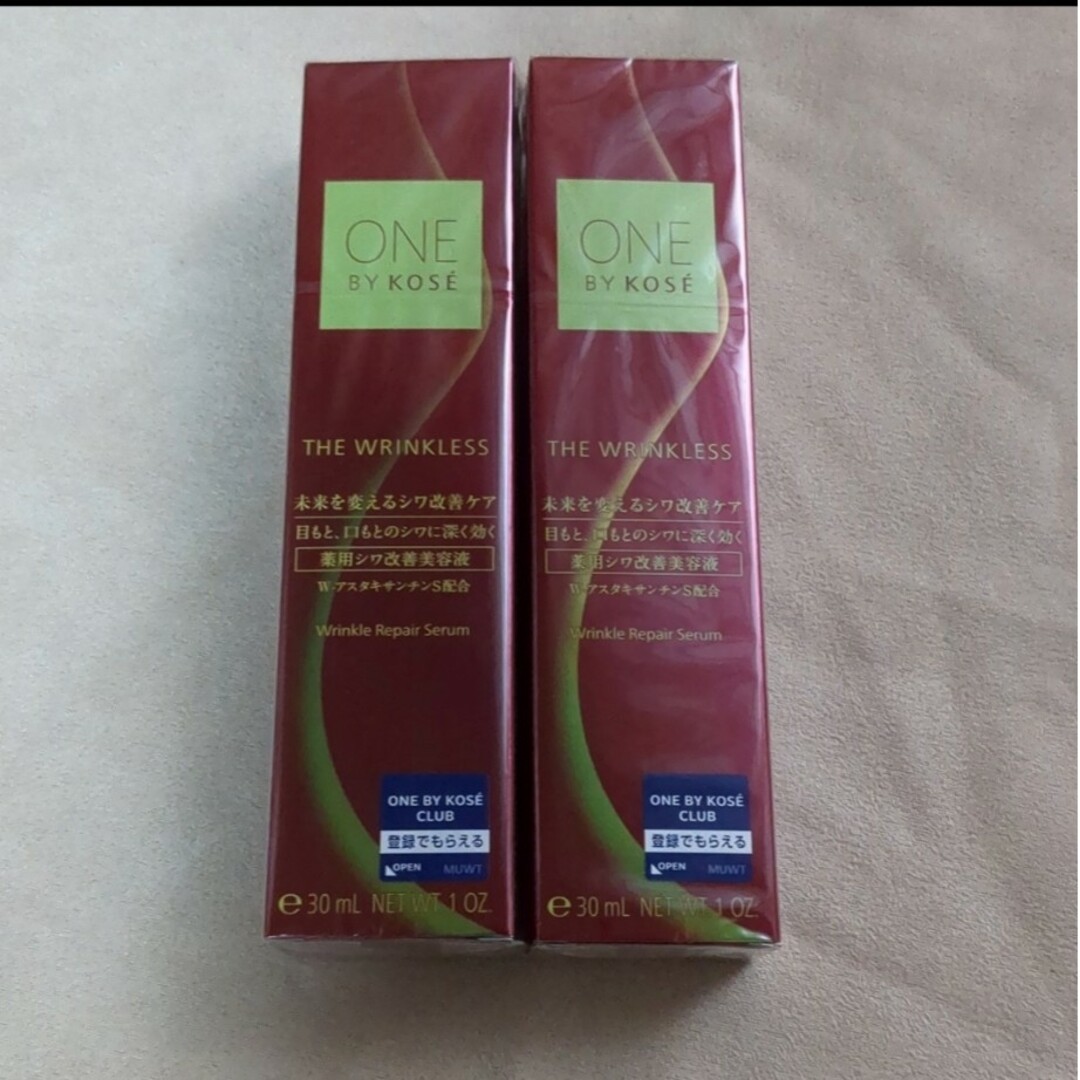 ONE
BY KOSÉ
THE WRINKLESS
未来を変えるシワ改善ケア
目もと、口もとのシワに深く効く
薬用シワ改善美容液
W-アスタキサンチンS配合
Wrinkle Repair Serum
ONE BY KOSÉ
CLUB
登録でもらえる
OPEN MUWT
e 30 mL NET WT 1 OZ.
ONE
BY KOSÉ
THE WRINKLESS
未来を変えるシワ改善ケア
目もと、口もとのシワに深く効く
薬用シワ改善美容液
W-アスタキサンチンS配合
Wrinkle Repair Serum
ONE BY KOSÉ
CLUB
登録でもらえる
OPEN MUWT
e 30 mL NET WT 1 OZ.